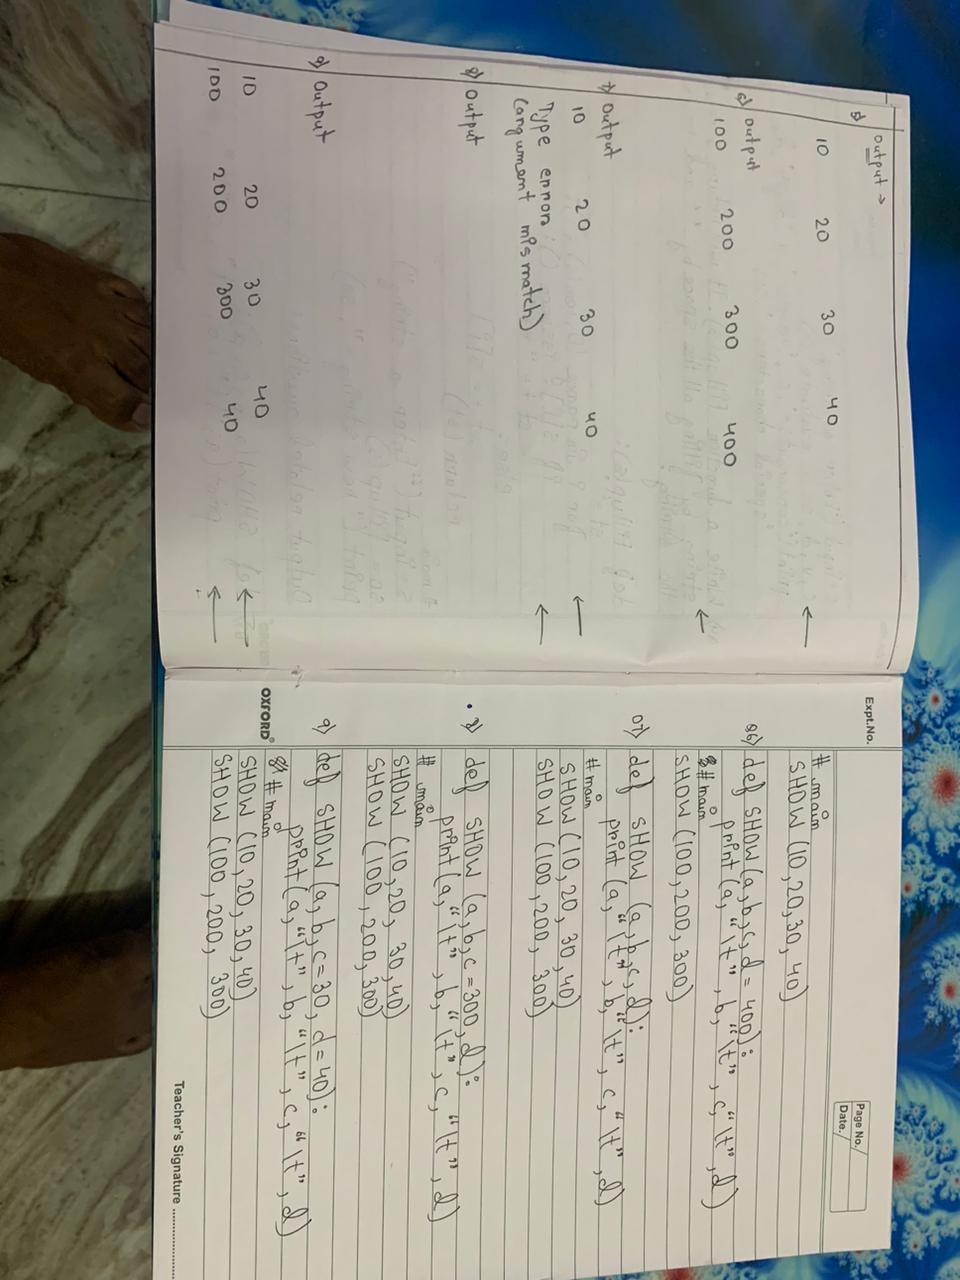 Output →
5)
10 20 30 40
←
6) Output
100 200 300 400
←
7) Output
10 20 30 40
←
Type error
(argument mismatch)
←
8) Output
9) Output
10 20 30 40
←
100 200 300 40
←
Expt.No.
Page No.
Date.
# main
SHOW (10,20,30,40)
Q6) def SHOW (a,b,c,d = 400):
print (a, "\t", b, "\t", c, "\t", d)
# main
SHOW (100,200,300)
07) def SHOW (a,b,c,d):
print (a, "\t", b, "\t", c, "\t", d)
# main
SHOW (10,20, 30,40)
SHOW (100,200, 300)
8) def SHOW (a,b,c =300,d):
print (a, "\t", b, "\t", c, "\t", d)
# main
SHOW (10,20, 30,40)
SHOW (100,200,300)
9) def SHOW (a,b,c=30, d=40):
print(a, "\t", b, "\t", c, "\t", d)
# main
SHOW (10,20,30,40)
SHOW (100,200, 300)
OXFORD
Teacher's Signature ..................